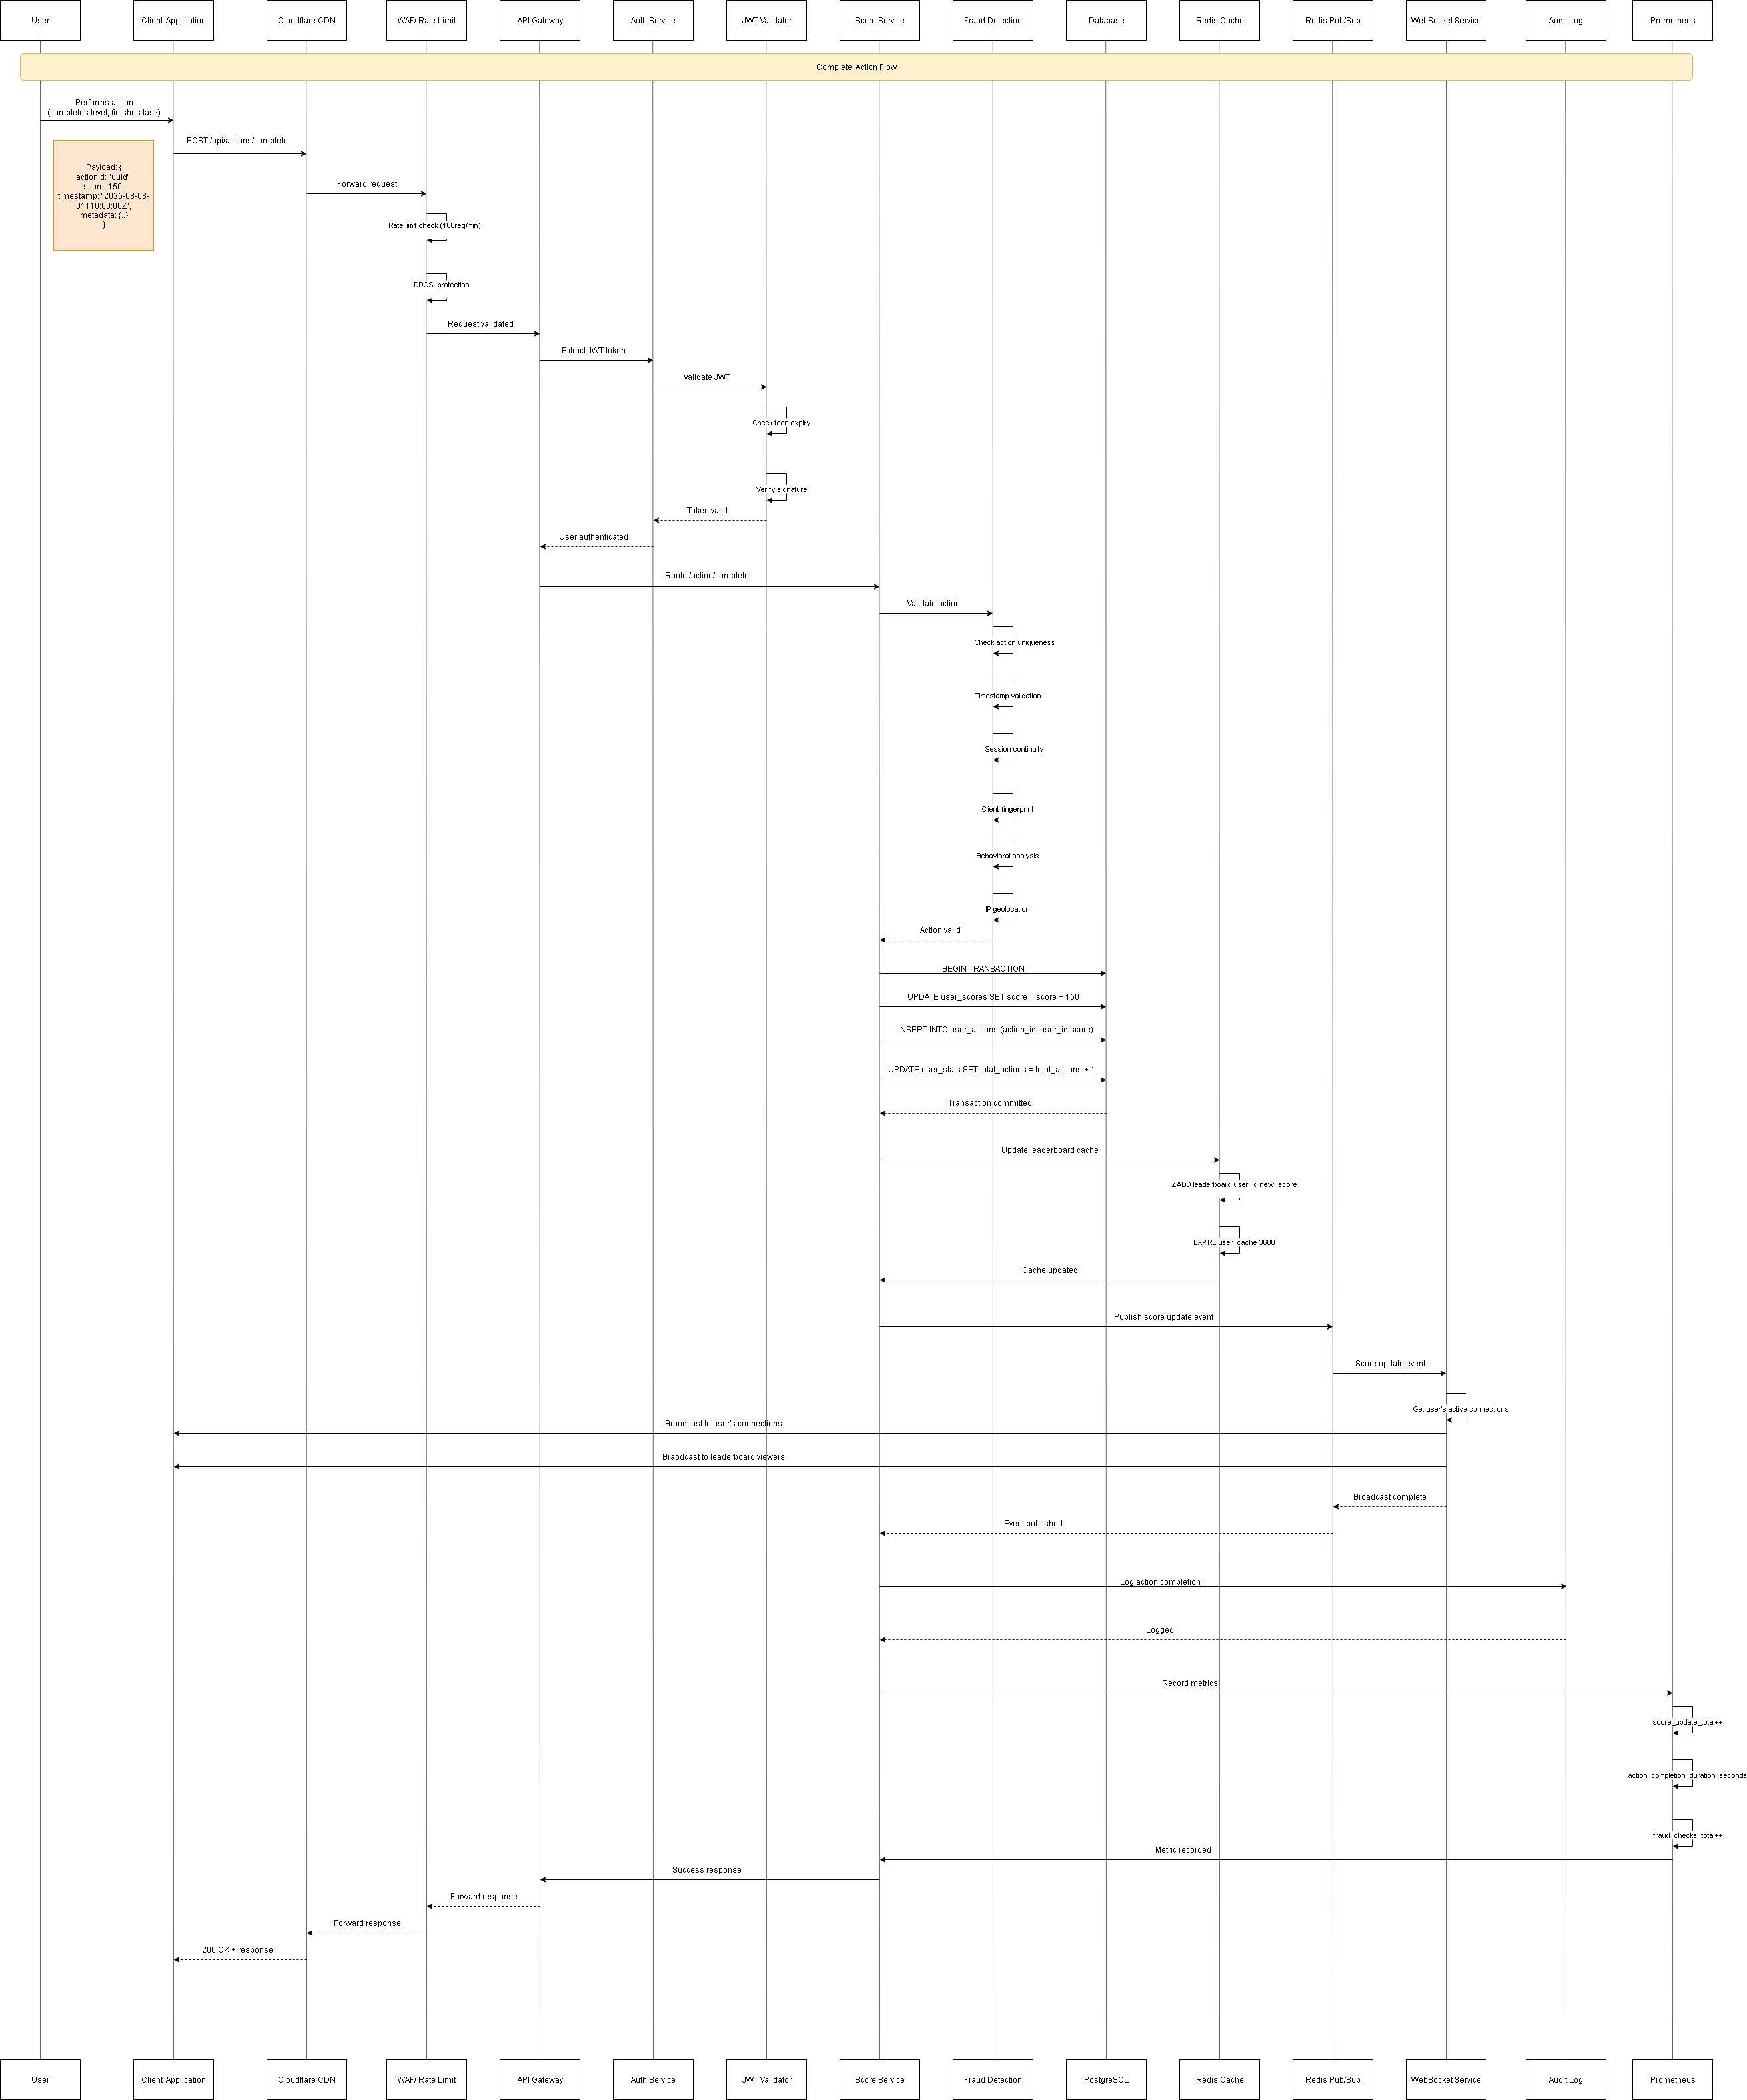 User
Client Application
Cloudflare CDN
WAF/ Rate Limit
API Gateway
Auth Service
JWT Validator
Score Service
Fraud Detection
Database
Redis Cache
Redis Pub/Sub
WebSocket Service
Audit Log
Prometheus
Complete Action Flow
Performs action
(completes level, finishes task)
POST /api/actions/complete
Payload: {
actionId: "uuid",
score: 150,
timestamp: "2025-08-08-
01T10:00:00Z",
metadata: {..}
}
Forward request
Rate limit check (100req/min)
DDOS  protection
Request validated
Extract JWT token
Validate JWT
Check toen expiry
Verify signature
Token valid
User authenticated
Route /action/complete
Validate action
Check action uniqueness
Timestamp validation
Session continuity
Client fingerprint
Behavioral analysis
IP geolocation
Action valid
BEGIN TRANSACTION
UPDATE user_scores SET score = score + 150
INSERT INTO user_actions (action_id, user_id,score)
UPDATE user_stats SET total_actions = total_actions + 1
Transaction committed
Update leaderboard cache
ZADD leaderboard user_id new_score
EXPIRE user_cache 3600
Cache updated
Publish score update event
Score update event
Get user's active connections
Braodcast to user's connections
Braodcast to leaderboard viewers
Broadcast complete
Event published
Log action completion
Logged
Record metrics
score_update_total++
action_completion_duration_seconds
fraud_checks_total++
Metric recorded
Success response
Forward response
Forward response
200 OK + response
User
Client Application
Cloudflare CDN
WAF/ Rate Limit
API Gateway
Auth Service
JWT Validator
Score Service
Fraud Detection
PostgreSQL
Redis Cache
Redis Pub/Sub
WebSocket Service
Audit Log
Prometheus